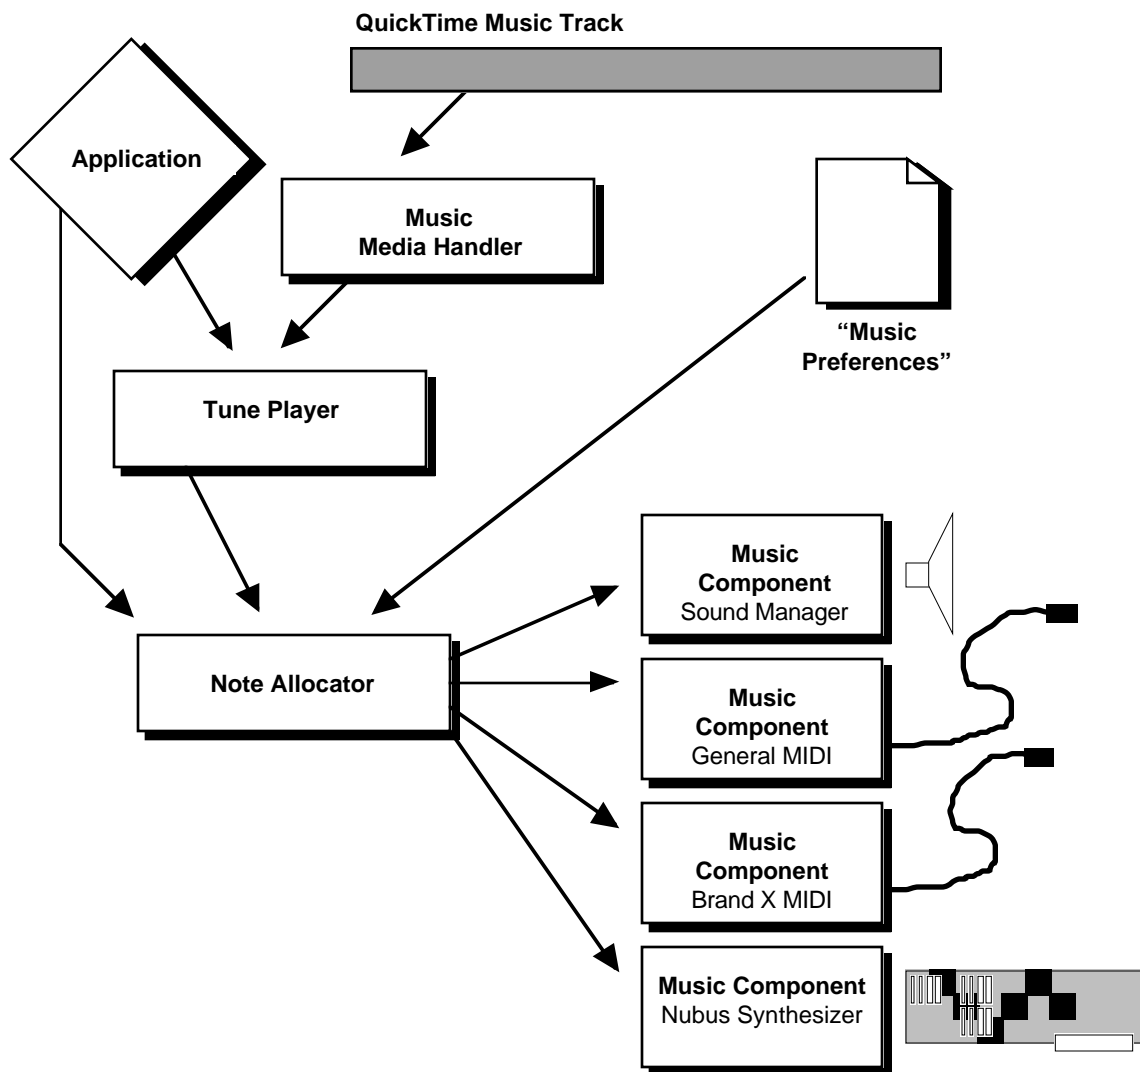 QuickTime Music Track
Application
Music
Media Handler
“Music
Preferences”
Tune Player
Music
Component
Sound Manager
Note Allocator
Music
Component
General MIDI
Music
Component
Brand X MIDI
Music Component
Nubus Synthesizer